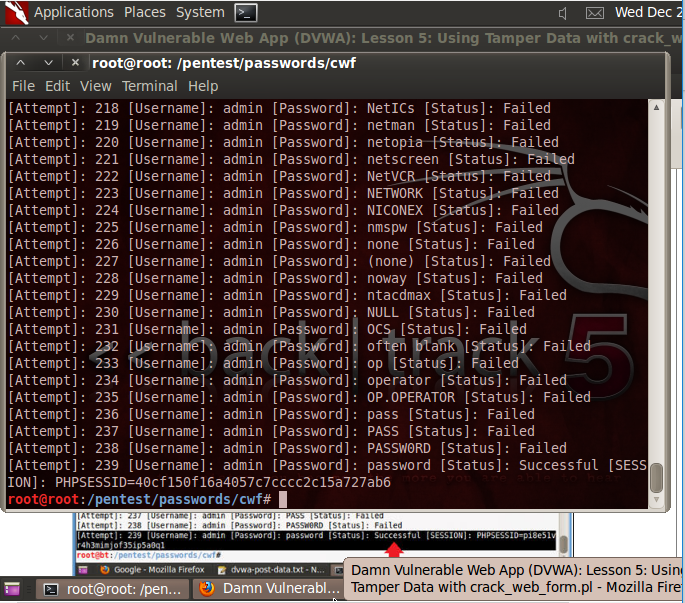 Applications Places System Wed Dec 2
Damn Vulnerable Web App (DVWA): Lesson 5: Using Tamper Data with crack_w
root@root: /pentest/passwords/cwf
File Edit View Terminal Help
[Attempt]: 218 [Username]: admin [Password]: NetICs [Status]: Failed
[Attempt]: 219 [Username]: admin [Password]: netman [Status]: Failed
[Attempt]: 220 [Username]: admin [Password]: netopia [Status]: Failed
[Attempt]: 221 [Username]: admin [Password]: netscreen [Status]: Failed
[Attempt]: 222 [Username]: admin [Password]: NetVCR [Status]: Failed
[Attempt]: 223 [Username]: admin [Password]: NETWORK [Status]: Failed
[Attempt]: 224 [Username]: admin [Password]: NICONEX [Status]: Failed
[Attempt]: 225 [Username]: admin [Password]: nmspw [Status]: Failed
[Attempt]: 226 [Username]: admin [Password]: none [Status]: Failed
[Attempt]: 227 [Username]: admin [Password]: (none) [Status]: Failed
[Attempt]: 228 [Username]: admin [Password]: noway [Status]: Failed
[Attempt]: 229 [Username]: admin [Password]: ntacdmax [Status]: Failed
[Attempt]: 230 [Username]: admin [Password]: NULL [Status]: Failed
[Attempt]: 231 [Username]: admin [Password]: OCS [Status]: Failed
[Attempt]: 232 [Username]: admin [Password]: often blank [Status]: Failed
[Attempt]: 233 [Username]: admin [Password]: op [Status]: Failed
[Attempt]: 234 [Username]: admin [Password]: operator [Status]: Failed
[Attempt]: 235 [Username]: admin [Password]: OP.OPERATOR [Status]: Failed
[Attempt]: 236 [Username]: admin [Password]: pass [Status]: Failed
[Attempt]: 237 [Username]: admin [Password]: PASS [Status]: Failed
[Attempt]: 238 [Username]: admin [Password]: PASSW0RD [Status]: Failed
[Attempt]: 239 [Username]: admin [Password]: password [Status]: Successful [SESS
ION]: PHPSESSID=40cf150f16a4057c7cccc2c15a727ab6
root@root:/pentest/passwords/cwf#
<< back | track 5
[Attempt]: 237 [Username]: admin [Password]: PASS [Status]: Failed
[Attempt]: 238 [Username]: admin [Password]: PASSW0RD [Status]: Failed
[Attempt]: 239 [Username]: admin [Password]: password [Status]: Successful [SESSION]: PHPSESSID=pi8e51v
r4h3mimjof35ip5a0q1
root@bt:/pentest/passwords/cwf#
Google - Mozilla Firefox dvwa-post-data.txt - N...
Damn Vulnerable Web App (DVWA): Lesson 5: Usin
Tamper Data with crack_web_form.pl - Mozilla Fire
root@root: /pen... Damn Vulnerabl...